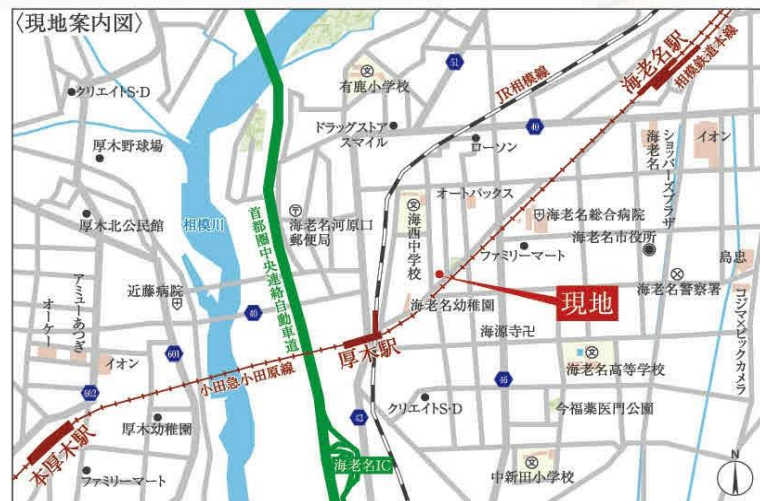 〈現地案内図〉
クリエイトS・D
厚木野球場
厚木北公民館
相模川
近藤病院
アミューあつぎ
オーケー
イオン
601
602
40
小田急小田原線
厚木幼稚園
本厚木駅
ファミリーマート
首都圏中央連絡自動車道
海老名河原口
郵便局
有鹿小学校
ドラッグストア
スマイル
JR相模線
51
40
ローソン
オートバックス
海西中学校
海老名総合病院
ファミリーマート
海老名市役所
海老名駅
相模鉄道本線
海老名
ショッパーズプラザ
イオン
島忠
海老名警察署
コジマ×ビックカメラ
現地
海老名幼稚園
海源寺卍
厚木駅
海老名高等学校
46
クリエイトS・D
今福薬医門公園
43
海老名IC
中新田小学校
N